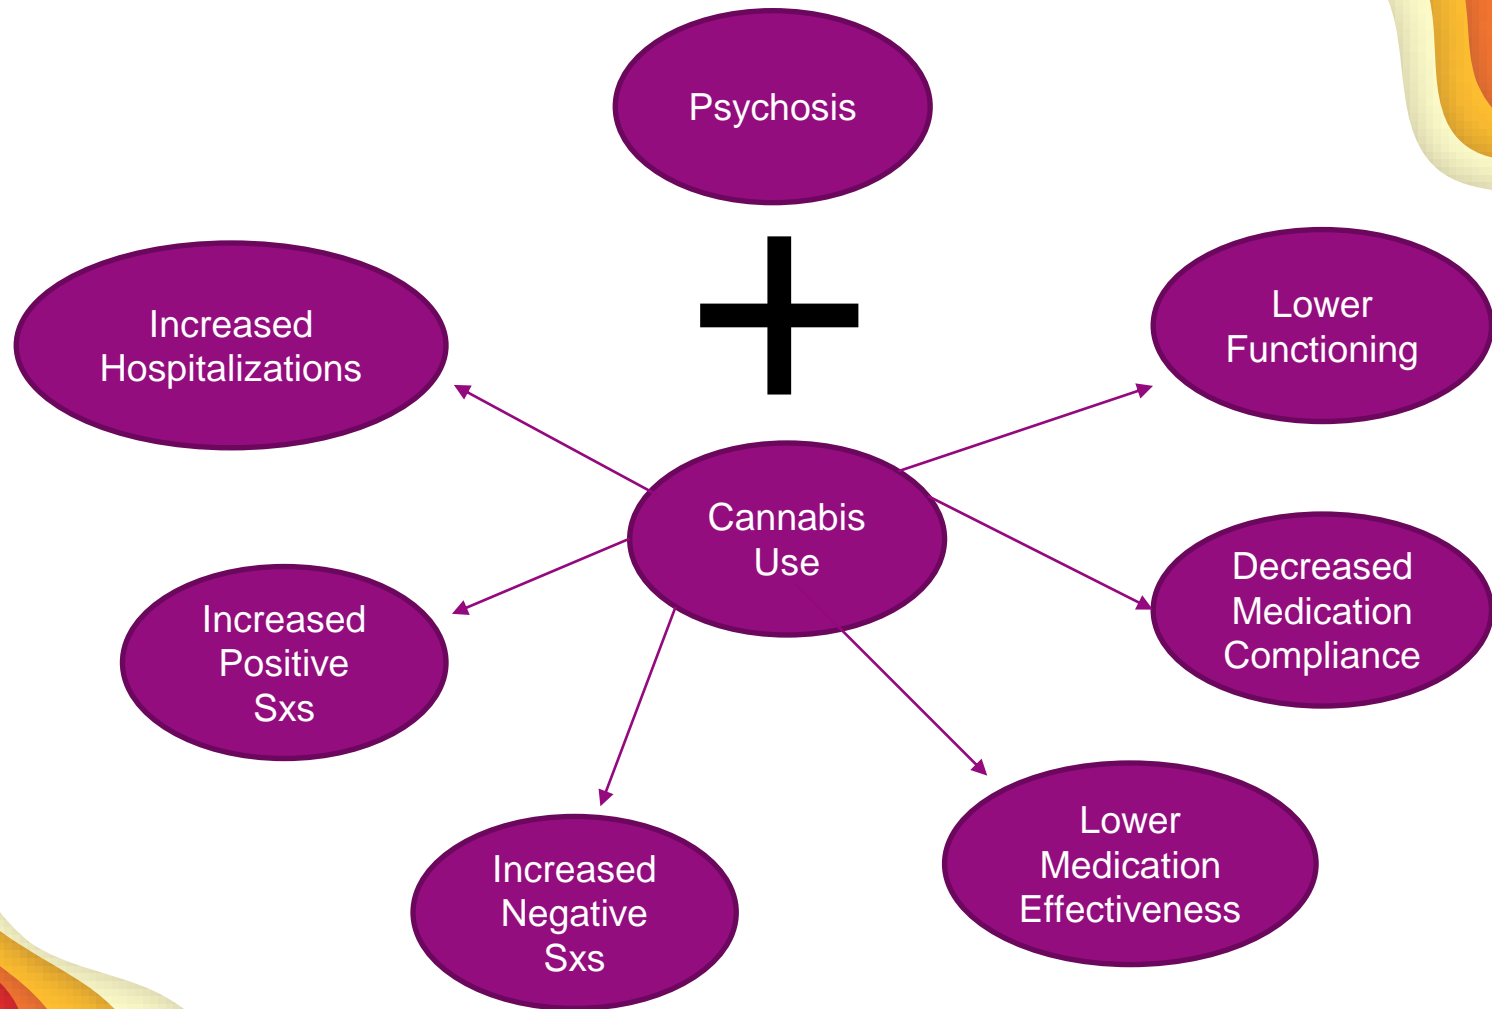 Psychosis
Increased
Hospitalizations
Lower
Functioning
Cannabis
Use
Increased
Positive
Sxs
Decreased
Medication
Compliance
Increased
Negative
Sxs
Lower
Medication
Effectiveness